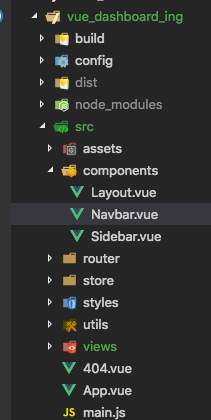 vue_dashboard_ing
build
config
dist
node_modules
src
assets
components
Layout.vue
Navbar.vue
Sidebar.vue
router
store
styles
utils
views
404.vue
App.vue
JS main.js